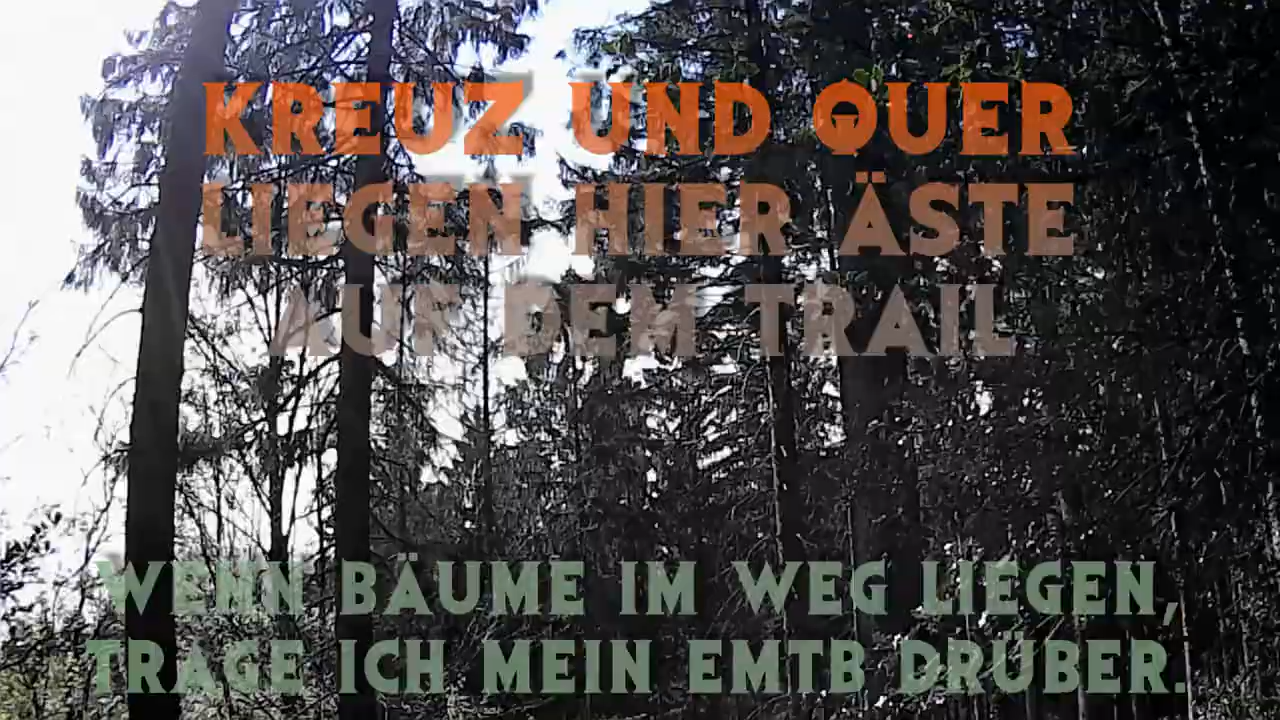 KREUZ UND QUER
LIEGEN HIER ÄSTE
AUF DEM TRAIL
WENN BÄUME IM WEG LIEGEN,
TRAGE ICH MEIN EMTB DRÜBER.